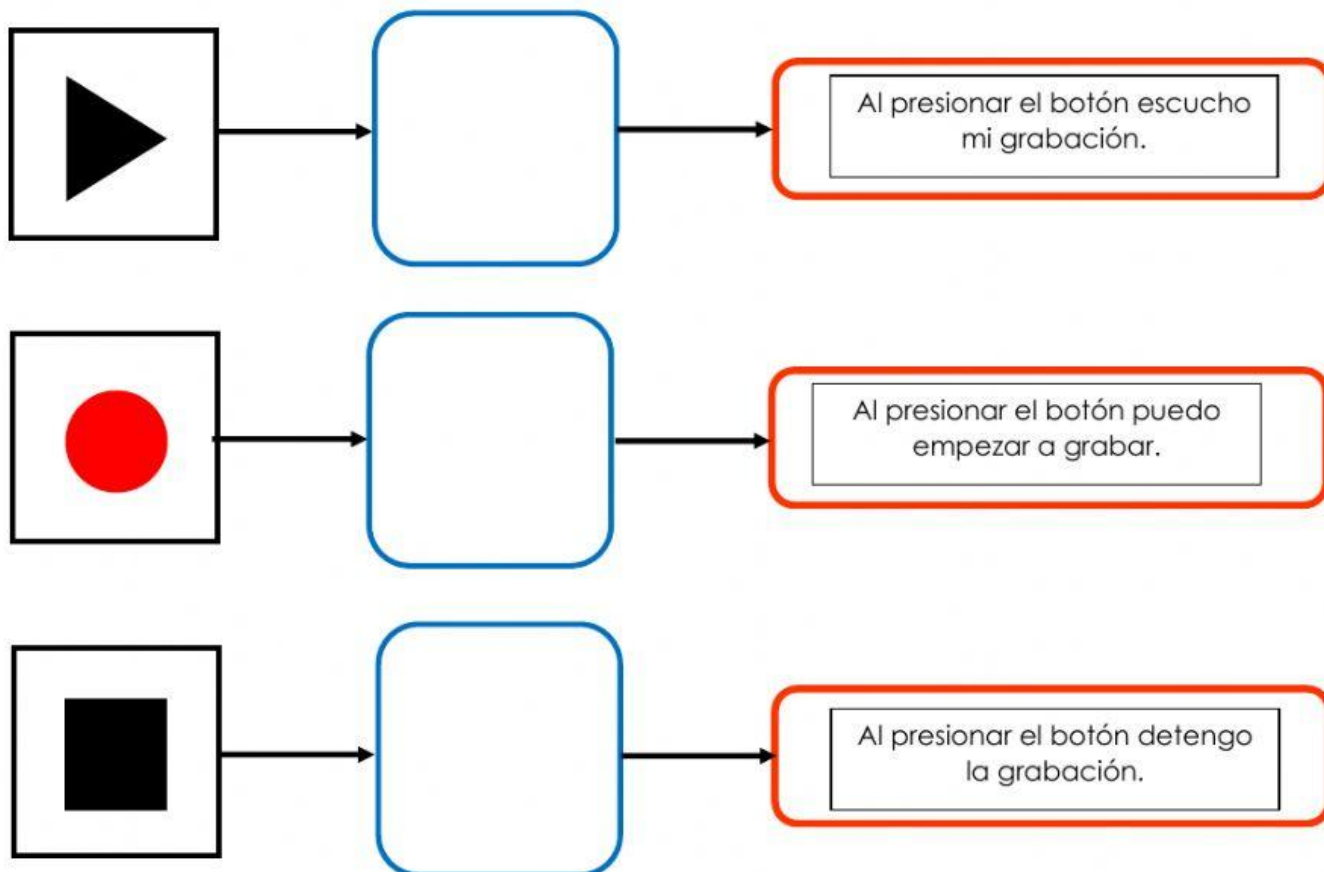 Al presionar el botón escucho
mi grabación.
Al presionar el botón puedo
empezar a grabar.
Al presionar el botón detengo
la grabación.